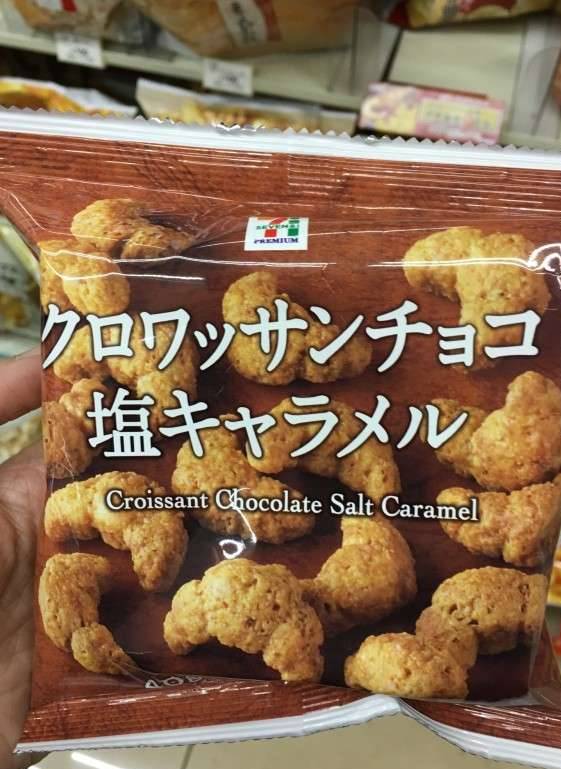 SEVEN&i
PREMIUM
クロワッサンチョコ
塩キャラメル
Croissant Chocolate Salt Caramel